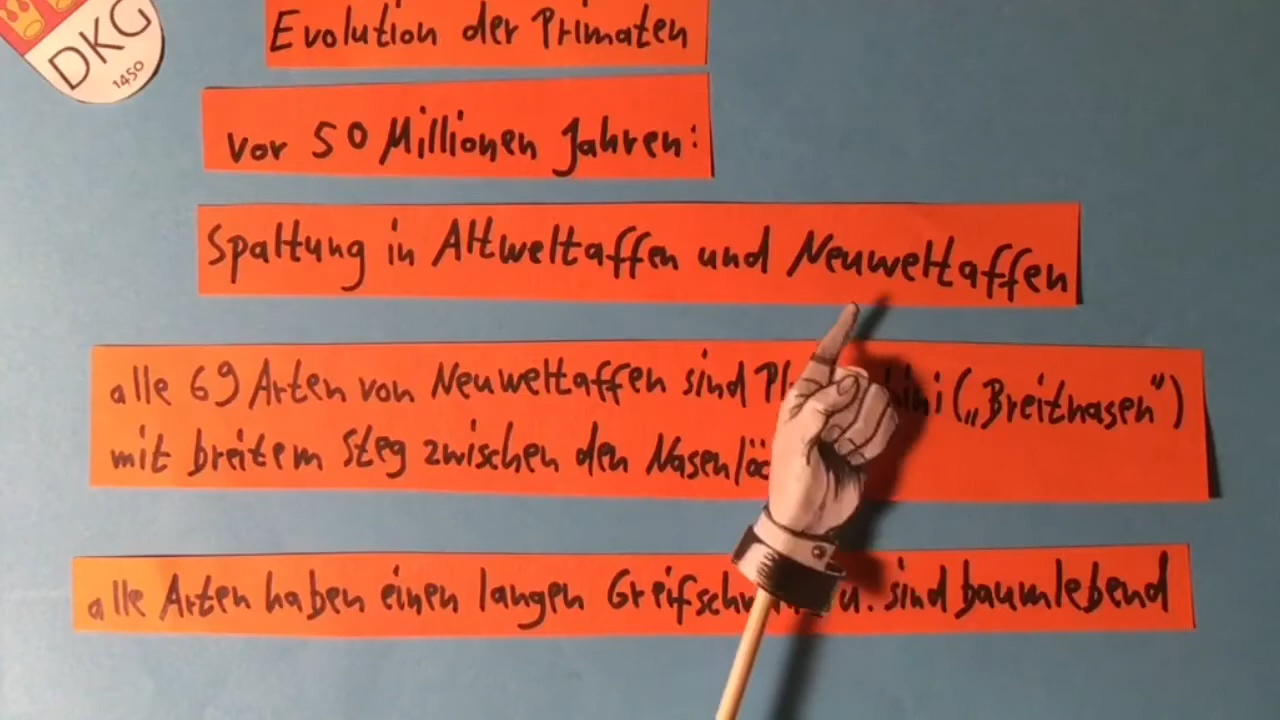 DKG
1450
Evolution der Primaten
vor 50 Millionen Jahren:
Spaltung in Altweltaffen und Neuweltaffen
alle 69 Arten von Neuweltaffen sind („Breitnasen“)
mit breitem Steg zwischen den
alle Arten haben einen langen u. sind baumlebend